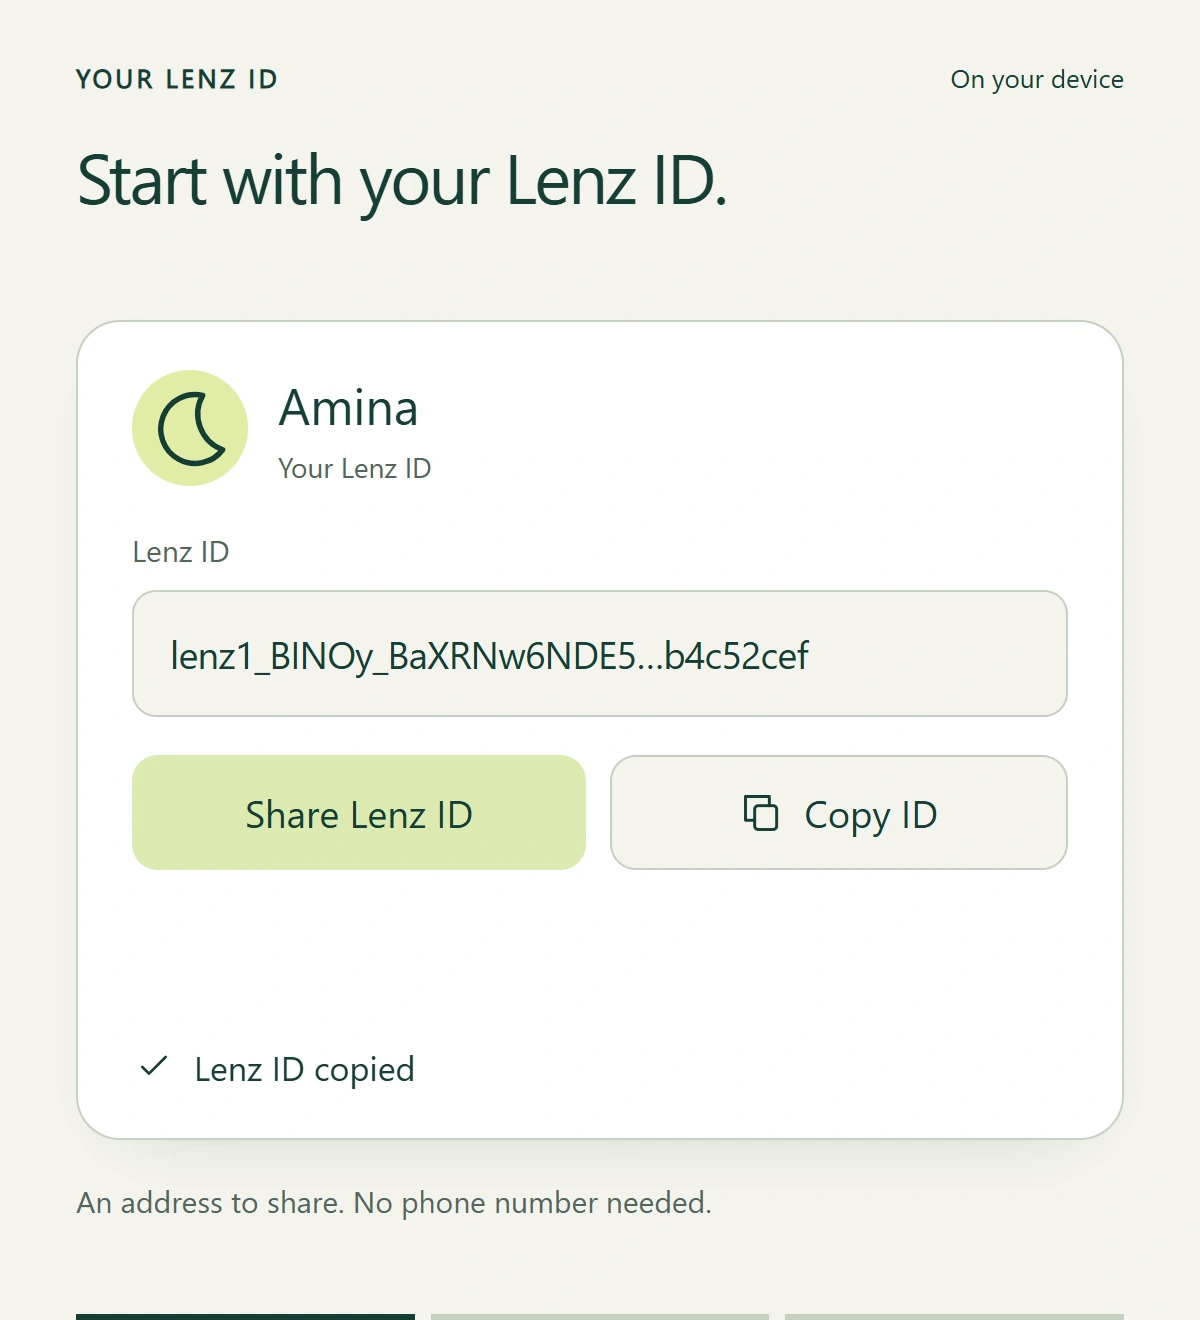 YOUR LENZ ID
On your device
Start with your Lenz ID.
Amina
Your Lenz ID
Lenz ID
lenz1_BINOy_BaXRNw6NDE5...b4c52cef
Share Lenz ID
Copy ID
Lenz ID copied
An address to share. No phone number needed.